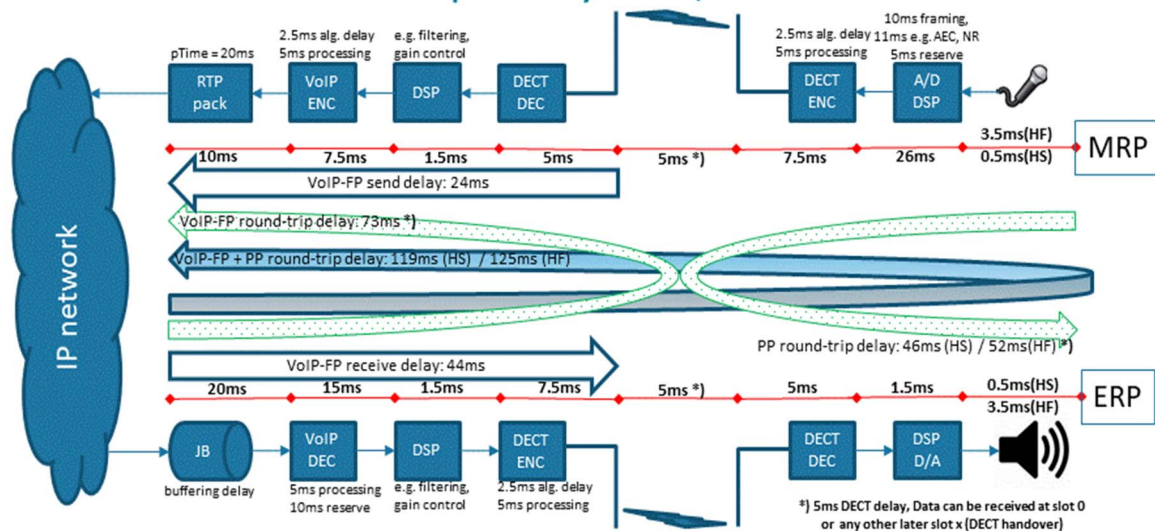 10ms framing,
2.5ms alg. delay
e.g. filtering,
2.5ms alg. delay
11ms e.g. AEC, NR
pTime = 20ms
5ms processing
gain control
5ms processing
5ms reserve
RTP
pack
VoIP
ENC
DSP
DECT
DEC
DECT
ENC
A/D
DSP
3.5ms(HF)
10ms
7.5ms
1.5ms
5ms
5ms *)
7.5ms
26ms
0.5ms(HS)
MRP
VoIP-FP send delay: 24ms
VoIP-FP round-trip delay: 73ms *)
VoIP-FP + PP round-trip delay: 119ms (HS) / 125ms (HF)
IP network
PP round-trip delay: 46ms (HS) / 52ms(HF) *)
VoIP-FP receive delay: 44ms
20ms
15ms
1.5ms
7.5ms
5ms *)
5ms
1.5ms
0.5ms(HS)
3.5ms(HF)
ERP
JB
VoIP
DEC
DSP
DECT
ENC
DECT
DEC
DSP
D/A
buffering delay
5ms processing
10ms reserve
e.g. filtering,
gain control
2.5ms alg. delay
5ms processing
*) 5ms DECT delay, Data can be received at slot 0
or any other later slot x (DECT handover)